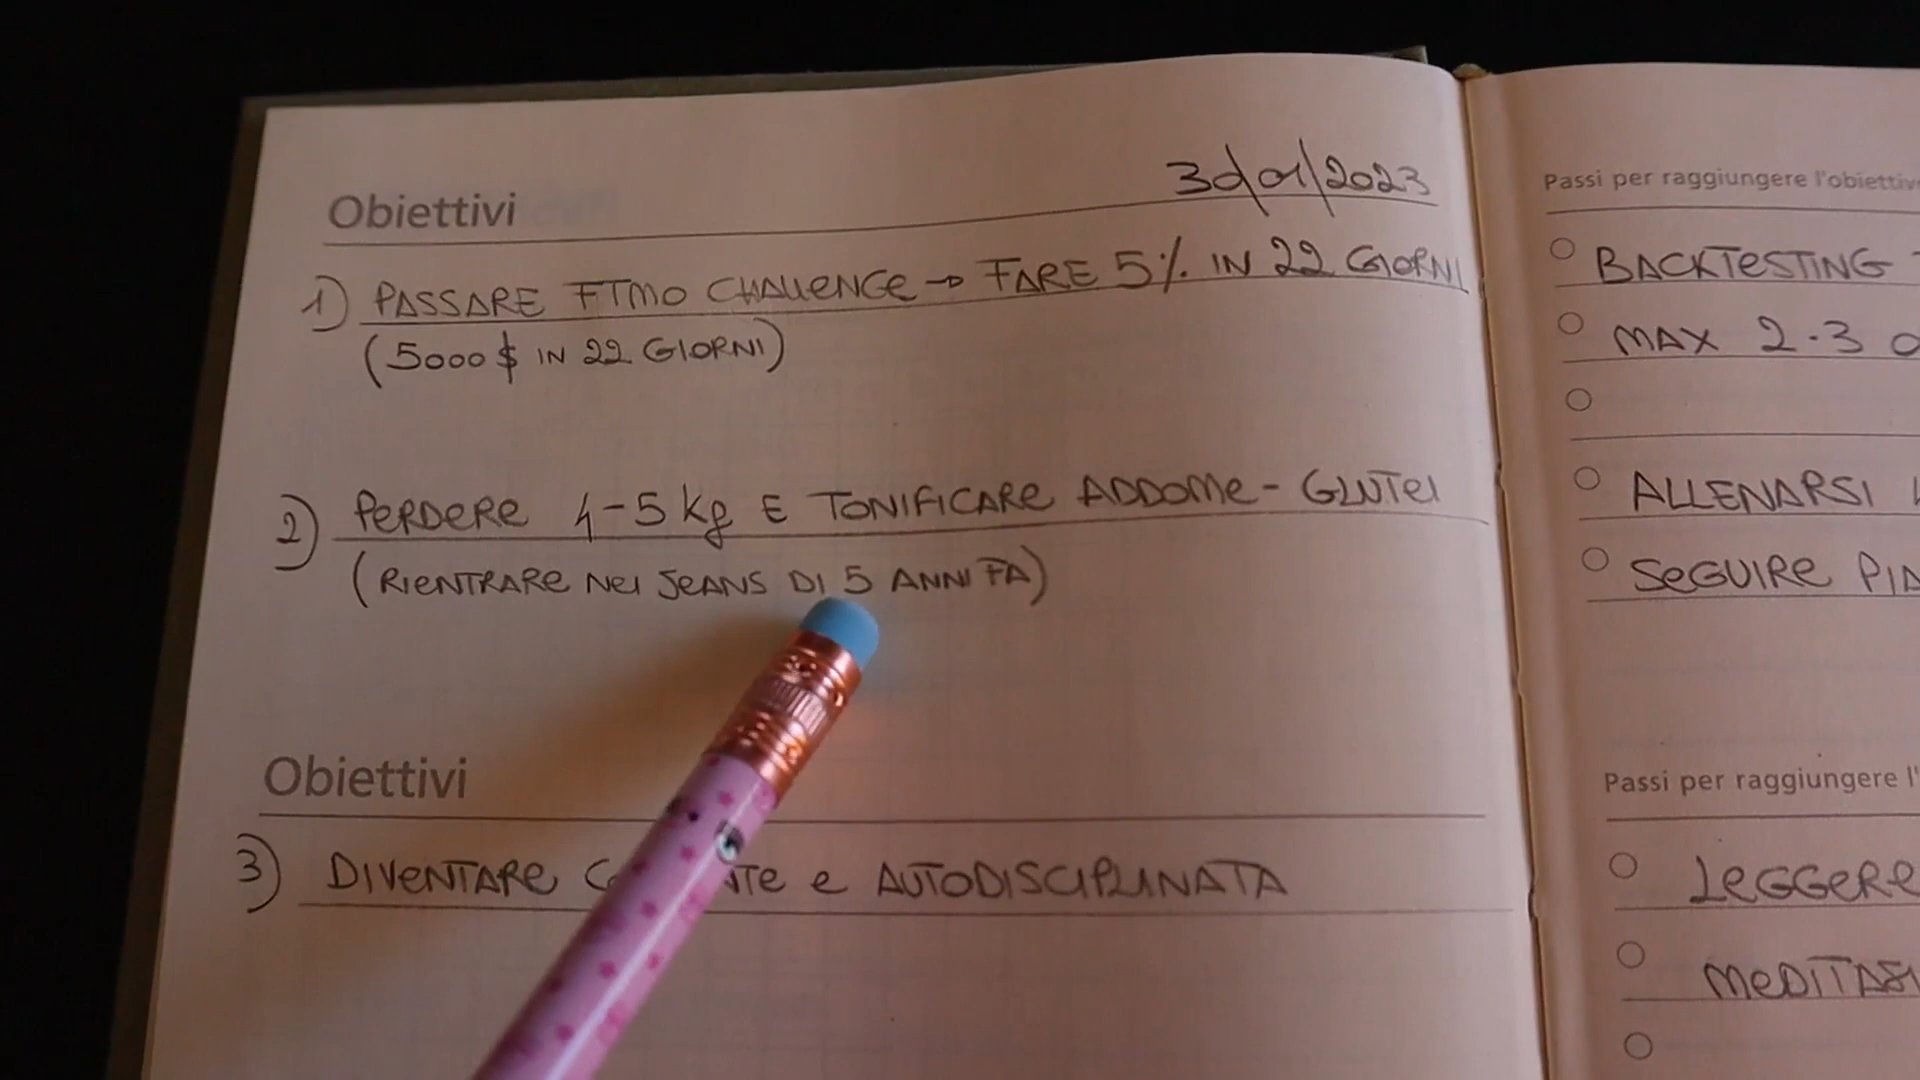 Obiettivi
30/01/2023
1) PASSARE FTMO CHALLENGE → FARE 5% IN 22 GIORNI
(5000 $ IN 22 GIORNI)
2) PERDERE 4-5 kg E TONIFICARE ADDOME - GLUTEI
(RIENTRARE NEI JEANS DI 5 ANNI FA)
Obiettivi
3) DIVENTARE E AUTODISCIPLINATA
Passi per raggiungere l'obiettiv
BACKTESTING
MAX 2-3
ALLENARSI
SEGUIRE
Passi per raggiungere l'
LEGGERE